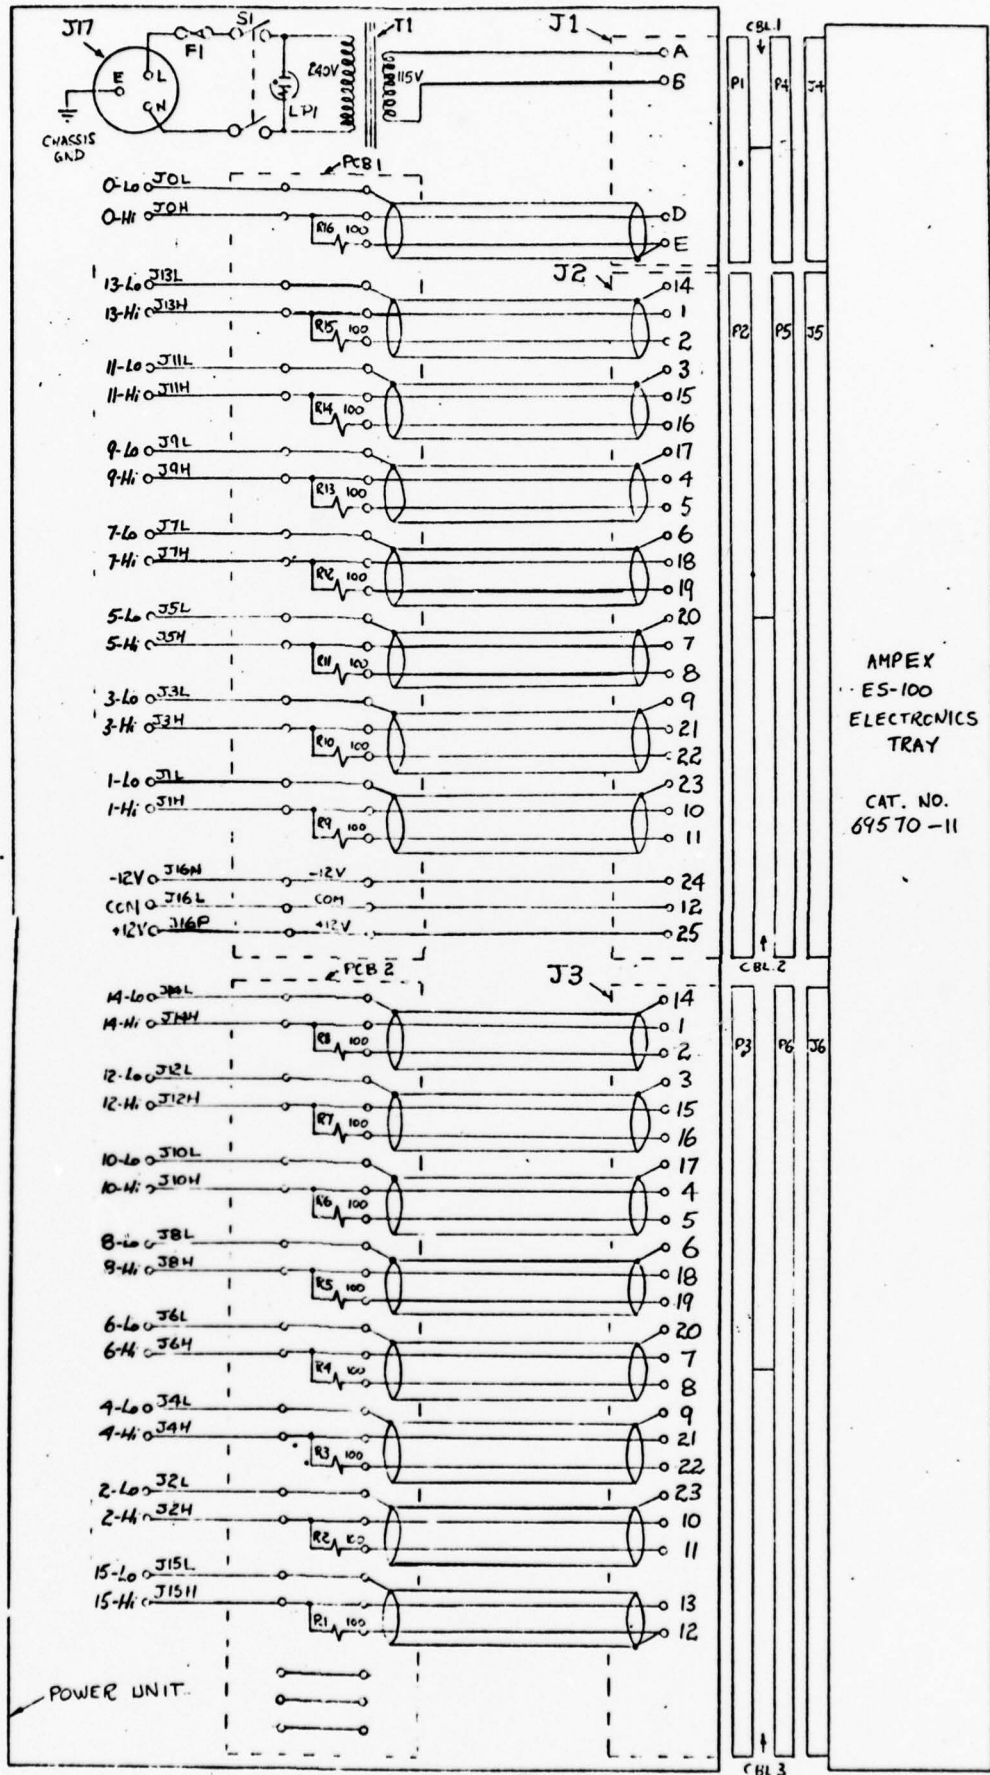 J17
F1
S1
T1
J1
CBL.1
L
E
N
240V
115V
LP1
A
B
P1
P4
J4
CHASSIS
GND
PCB 1
0-Lo J0L
0-Hi J0H
R16 100
D
E
J2
13-Lo J13L
14
13-Hi J13H
1
R15 100
2
P2
P5
J5
11-Lo J11L
3
11-Hi J11H
15
R14 100
16
9-Lo J9L
17
9-Hi J9H
4
R13 100
5
7-Lo J7L
6
7-Hi J7H
18
R12 100
19
5-Lo J5L
20
5-Hi J5H
7
R11 100
8
3-Lo J3L
9
3-Hi J3H
21
R10 100
22
1-Lo J1L
23
1-Hi J1H
10
R9 100
11
AMPEX
ES-100
ELECTRONICS
TRAY
CAT. NO.
69570-11
-12V J16N -12V 24
COM J16L COM 12
+12V J16P +12V 25
CBL.2
PCB 2
J3
14-Lo J14L
14
14-Hi J14H
1
R8 100
2
P3
P6
J6
12-Lo J12L
3
12-Hi J12H
15
R7 100
16
10-Lo J10L
17
10-Hi J10H
4
R6 100
5
8-Lo J8L
6
8-Hi J8H
18
R5 100
19
6-Lo J6L
20
6-Hi J6H
7
R4 100
8
4-Lo J4L
9
4-Hi J4H
21
R3 100
22
2-Lo J2L
23
2-Hi J2H
10
R2 100
11
15-Lo J15L
15-Hi J15H
13
R1 100
12
POWER UNIT
CBL 3